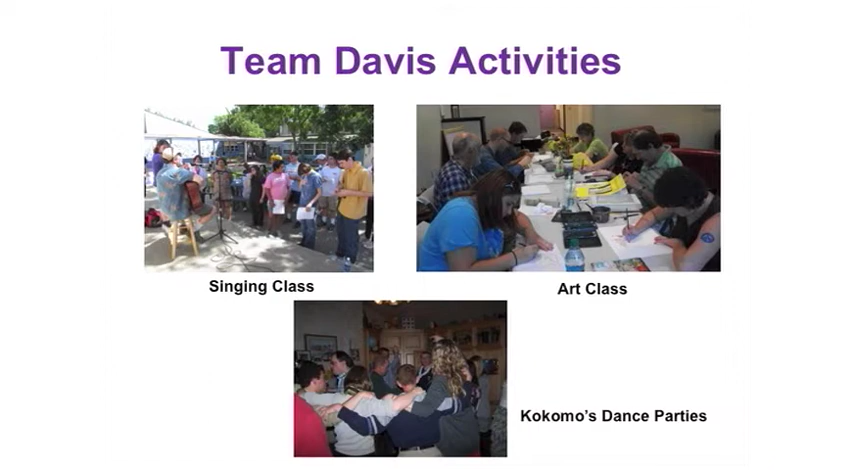 Team Davis Activities
Singing Class
Art Class
Kokomo's Dance Parties